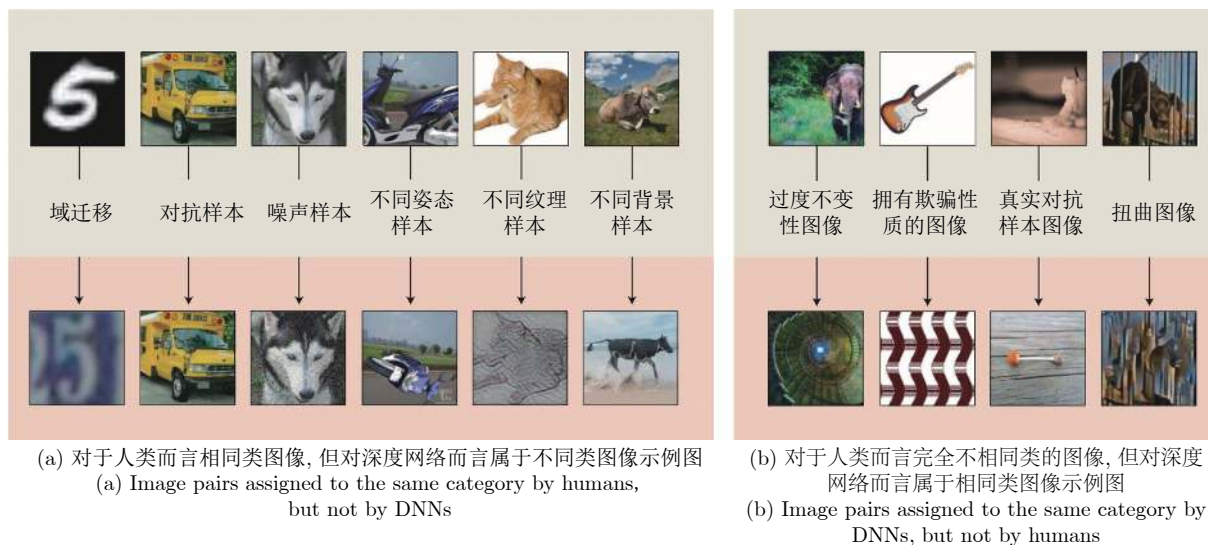 域迁移
对抗样本
噪声样本
不同姿态
样本
不同纹理
样本
不同背景
样本
(a) 对于人类而言相同类图像, 但对深度网络而言属于不同类图像示例图
(a) Image pairs assigned to the same category by humans,
but not by DNNs
过度不变
性图像
拥有欺骗性
质的图像
真实对抗
样本图像
扭曲图像
(b) 对于人类而言完全不相同类的图像, 但对深度
网络而言属于相同类图像示例图
(b) Image pairs assigned to the same category by
DNNs, but not by humans